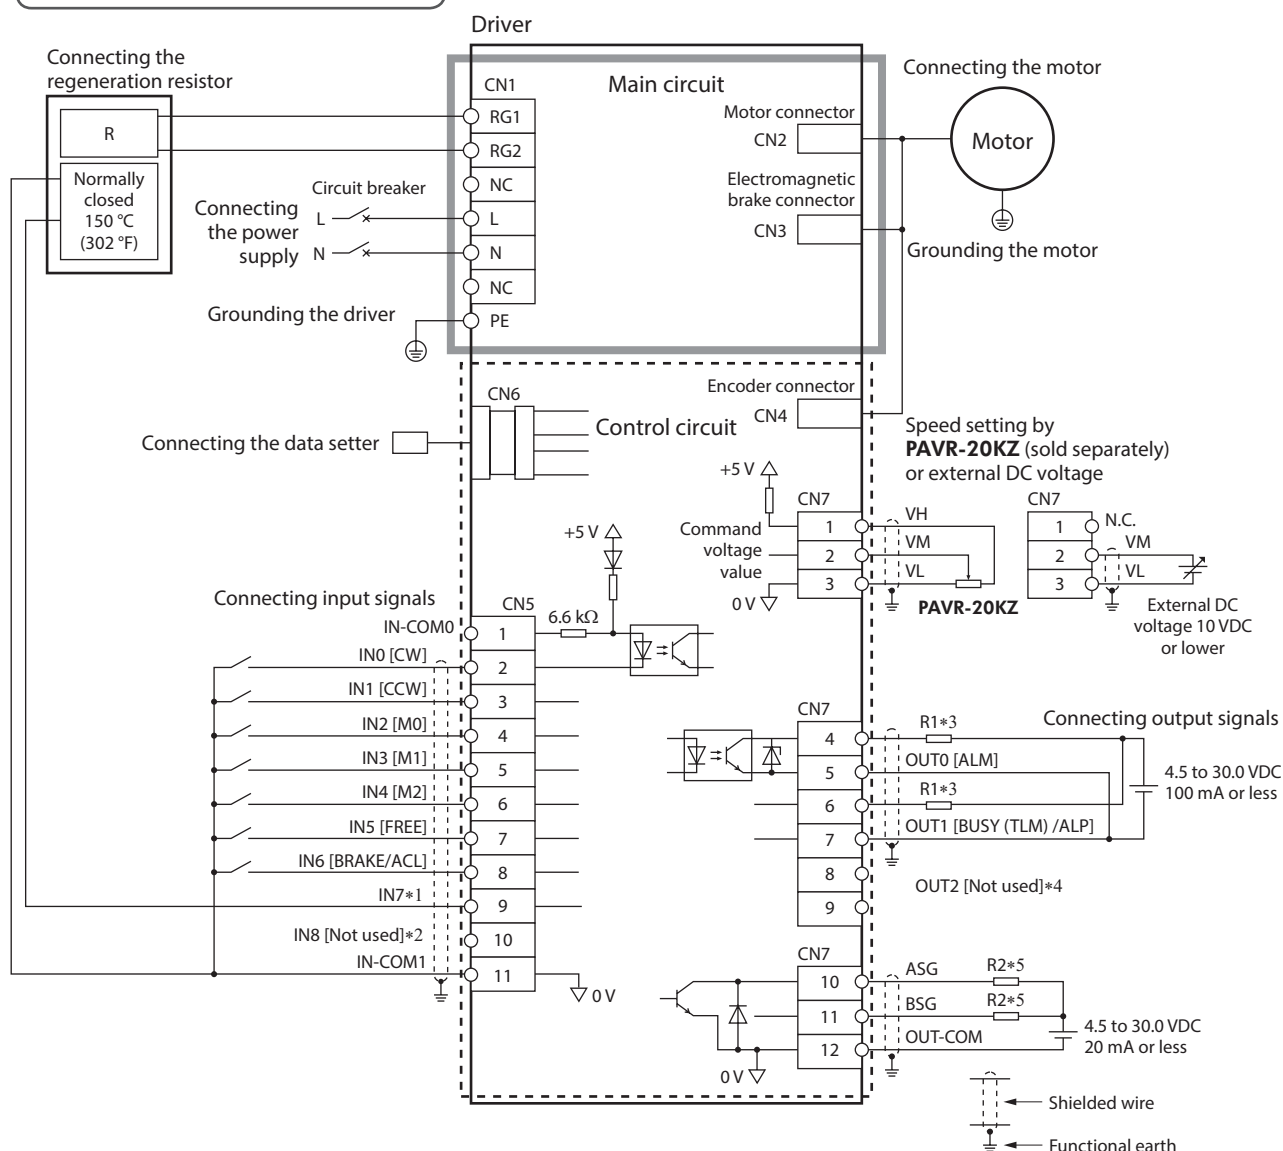 Driver
Connecting the
regeneration resistor
R
Normally
closed
150 °C
(302 °F)
CN1
Main circuit
RG1
RG2
NC
L
N
NC
PE
Circuit breaker
Connecting
the power
supply
L
N
Grounding the driver
Motor connector
CN2
Electromagnetic
brake connector
CN3
Connecting the motor
Motor
Grounding the motor
CN6
Control circuit
Connecting the data setter
Encoder connector
CN4
Speed setting by
PAVR-20KZ (sold separately)
or external DC voltage
+5 V
CN7
Command
voltage
value
1
2
3
0 V
VH
VM
VL
PAVR-20KZ
CN7
1
2
3
N.C.
VM
VL
External DC
voltage 10 VDC
or lower
+5 V
6.6 kΩ
Connecting input signals
CN5
IN-COM0
1
IN0 [CW]
2
IN1 [CCW]
3
IN2 [M0]
4
IN3 [M1]
5
IN4 [M2]
6
IN5 [FREE]
7
IN6 [BRAKE/ACL]
8
IN7*1
9
IN8 [Not used]*2
10
IN-COM1
11
0 V
CN7
4
5
6
7
8
9
R1*3
OUT0 [ALM]
R1*3
OUT1 [BUSY (TLM) /ALP]
OUT2 [Not used]*4
Connecting output signals
4.5 to 30.0 VDC
100 mA or less
CN7
10
11
12
0 V
ASG
R2*5
BSG
R2*5
OUT-COM
4.5 to 30.0 VDC
20 mA or less
Shielded wire
Functional earth